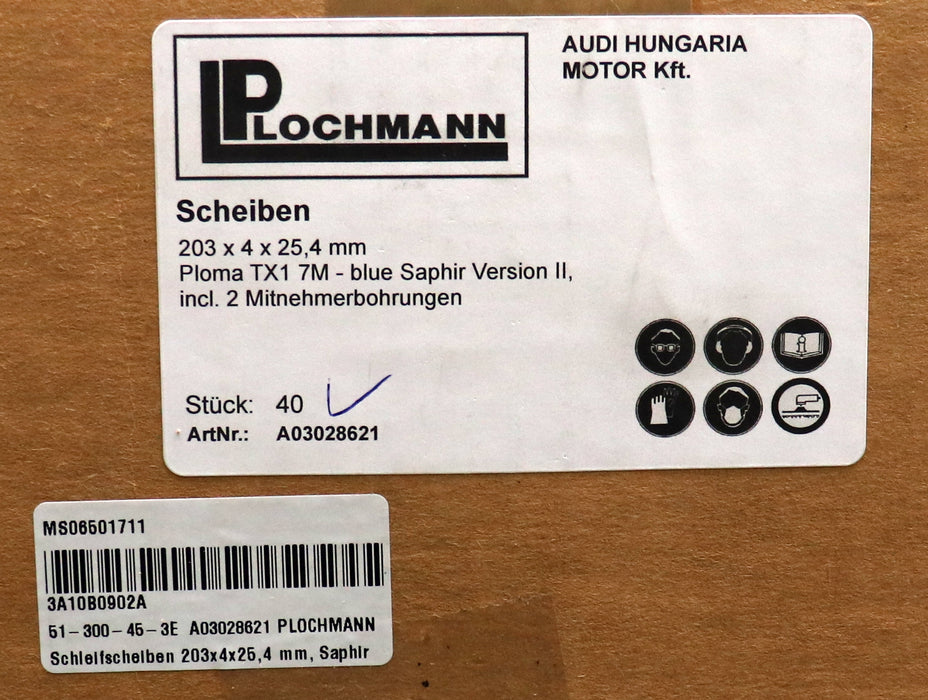 PLOCHMANN
AUDI HUNGARIA
MOTOR Kft.
Scheiben
203 x 4 x 25,4 mm
Ploma TX1 7M - blue Saphir Version II,
incl. 2 Mitnehmerbohrungen
Stück: 40
ArtNr.: A03028621
MS06501711
3A10B0902A
51-300-45-3E A03028621 PLOCHMANN
Schleifscheiben 203x4x25,4 mm, Saphir